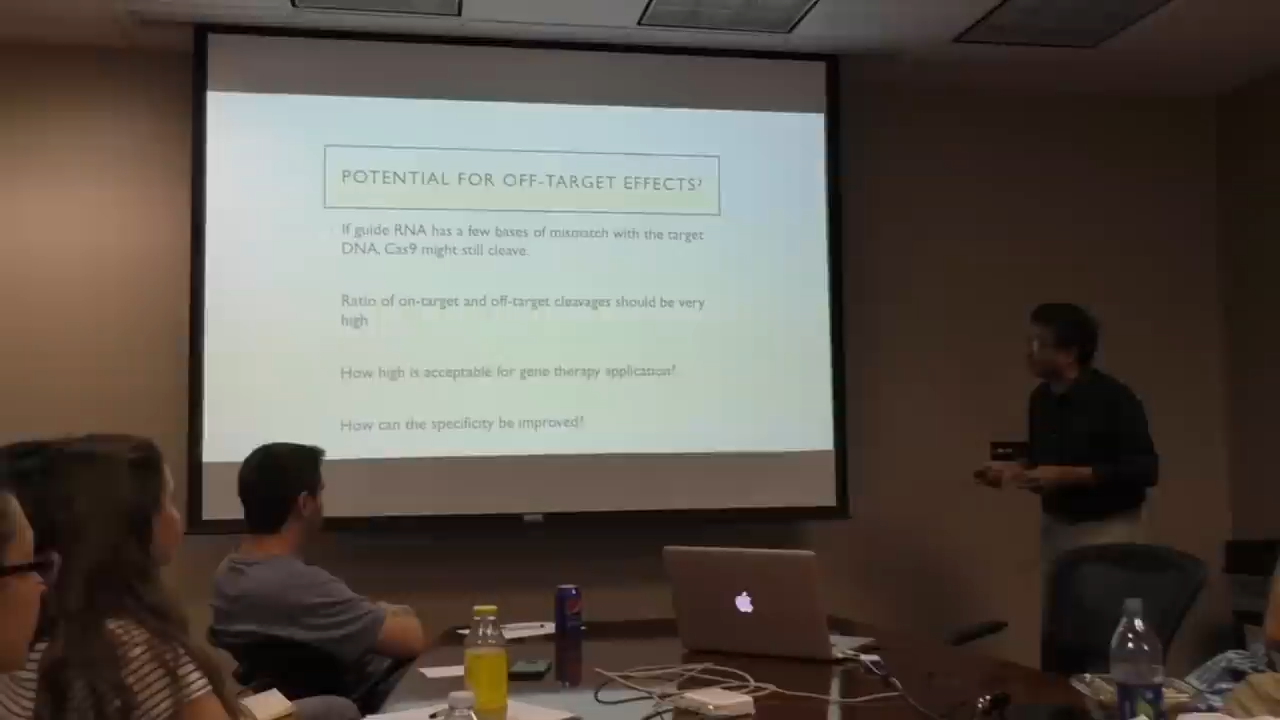 POTENTIAL FOR OFF-TARGET EFFECTS?
If guide RNA has a few bases of mismatch with the target
DNA, Cas9 might still cleave.
Ratio of on-target and off-target cleavages should be very
high
How high is acceptable for gene therapy application?
How can the specificity be improved?